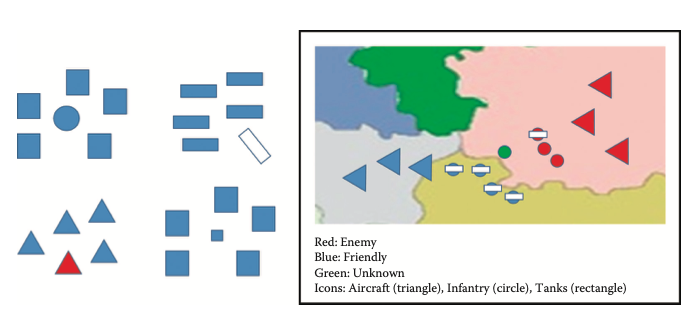 Red: Enemy
Blue: Friendly
Green: Unknown
Icons: Aircraft (triangle), Infantry (circle), Tanks (rectangle)